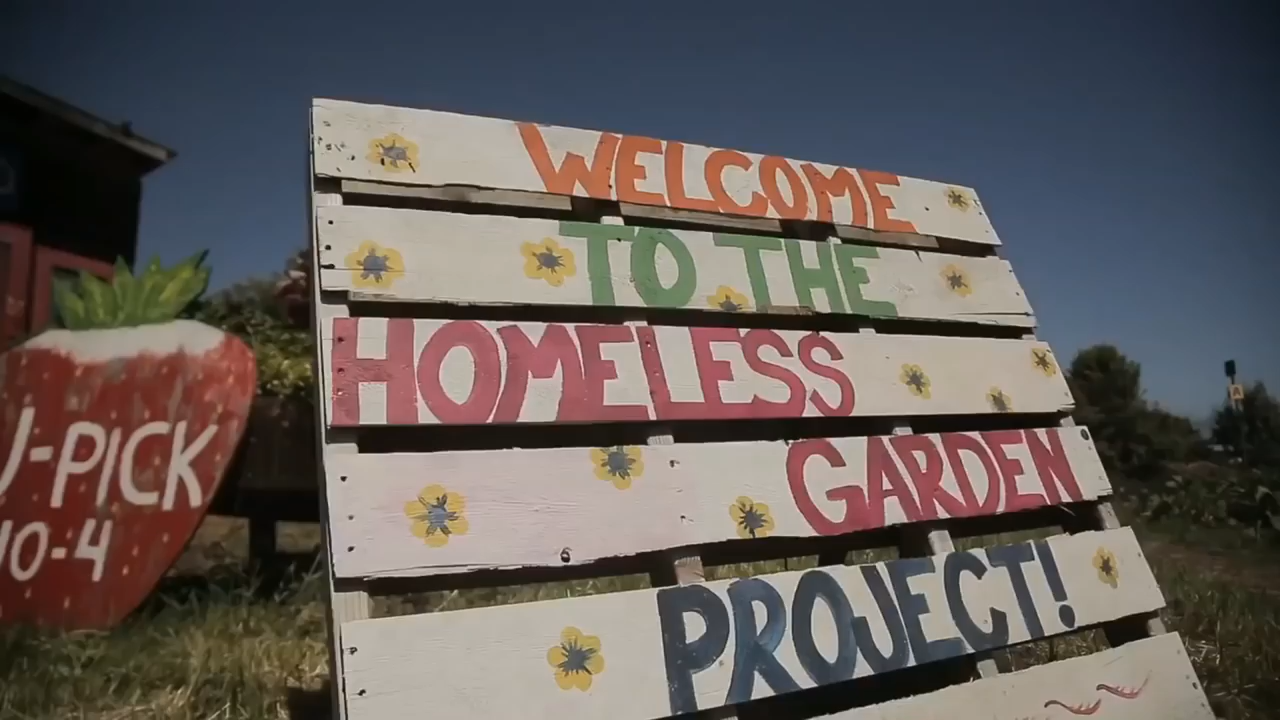 WELCOME
TO THE
HOMELESS
GARDEN
PROJECT!
U-PICK
10-4